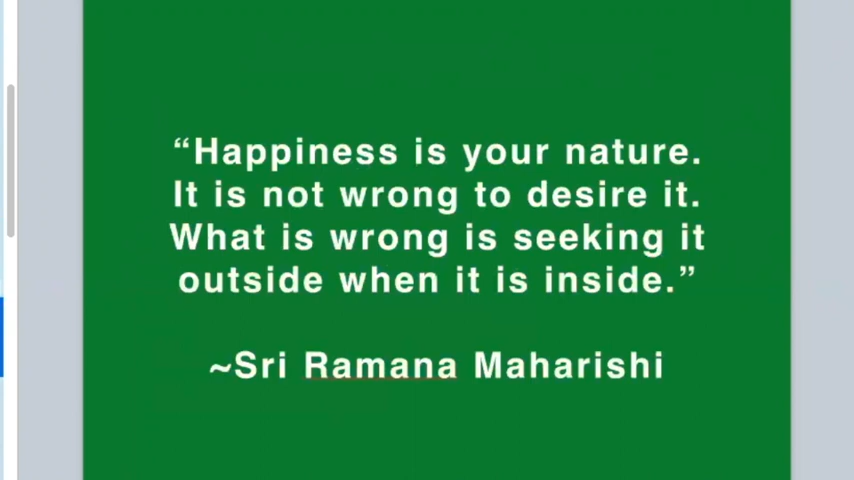 “Happiness is your nature.
It is not wrong to desire it.
What is wrong is seeking it
outside when it is inside.”
~Sri Ramana Maharishi